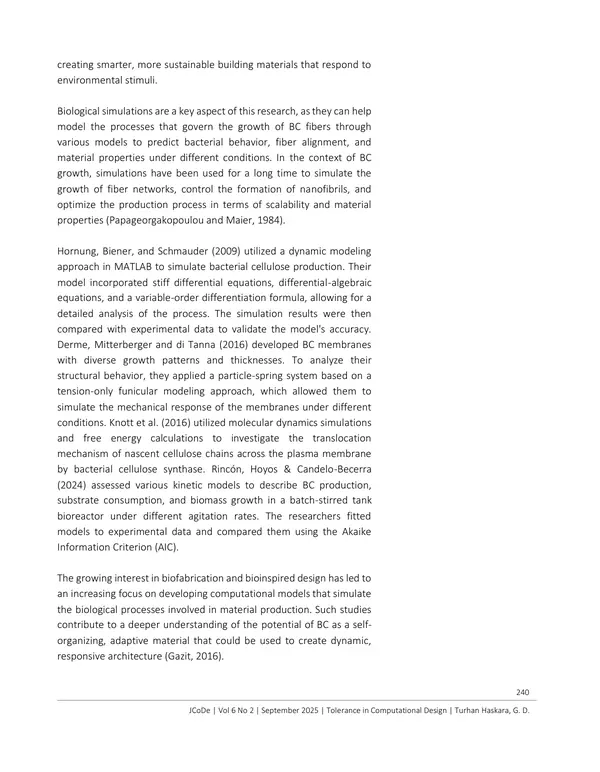 creating smarter, more sustainable building materials that respond to
environmental stimuli.
Biological simulations are a key aspect of this research, as they can help
model the processes that govern the growth of BC fibers through
various models to predict bacterial behavior, fiber alignment, and
material properties under different conditions. In the context of BC
growth, simulations have been used for a long time to simulate the
growth of fiber networks, control the formation of nanofibrils, and
optimize the production process in terms of scalability and material
properties (Papageorgakopoulou and Maier, 1984).
Hornung, Biener, and Schmauder (2009) utilized a dynamic modeling
approach in MATLAB to simulate bacterial cellulose production. Their
model incorporated stiff differential equations, differential-algebraic
equations, and a variable-order differentiation formula, allowing for a
detailed analysis of the process. The simulation results were then
compared with experimental data to validate the model's accuracy.
Derme, Mitterberger and di Tanna (2016) developed BC membranes
with diverse growth patterns and thicknesses. To analyze their
structural behavior, they applied a particle-spring system based on a
tension-only funicular modeling approach, which allowed them to
simulate the mechanical response of the membranes under different
conditions. Knott et al. (2016) utilized molecular dynamics simulations
and free energy calculations to investigate the translocation
mechanism of nascent cellulose chains across the plasma membrane
by bacterial cellulose synthase. Rincón, Hoyos & Candelo-Becerra
(2024) assessed various kinetic models to describe BC production,
substrate consumption, and biomass growth in a batch-stirred tank
bioreactor under different agitation rates. The researchers fitted
models to experimental data and compared them using the Akaike
Information Criterion (AIC).
The growing interest in biofabrication and bioinspired design has led to
an increasing focus on developing computational models that simulate
the biological processes involved in material production. Such studies
contribute to a deeper understanding of the potential of BC as a self-
organizing, adaptive material that could be used to create dynamic,
responsive architecture (Gazit, 2016).
240
JCoDe | Vol 6 No 2 | September 2025 | Tolerance in Computational Design | Turhan Haskara, G. D.